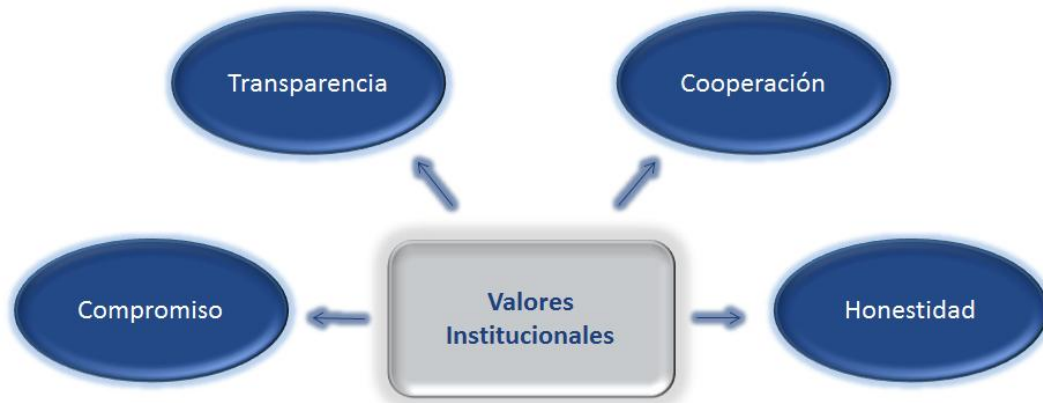 Transparencia
Cooperación
Compromiso
Valores
Institucionales
Honestidad